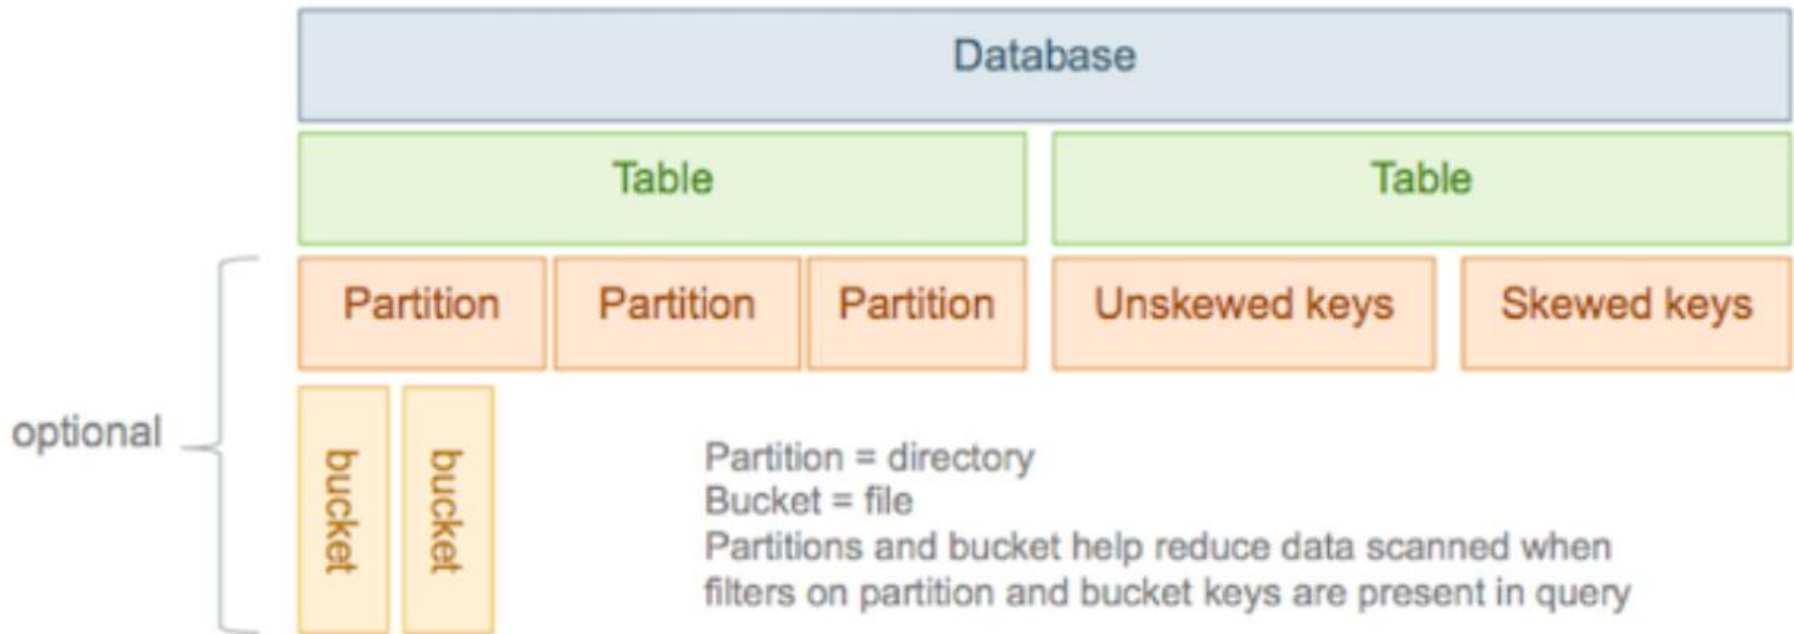 Database
Table
Table
Partition
Partition
Partition
Unskewed keys
Skewed keys
optional
bucket
bucket
Partition = directory
Bucket = file
Partitions and bucket help reduce data scanned when
filters on partition and bucket keys are present in query